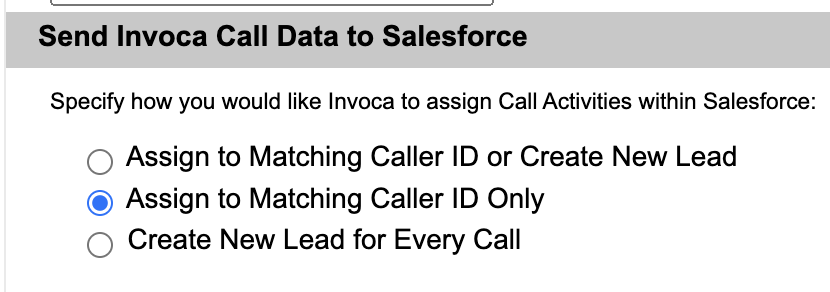 Send Invoca Call Data to Salesforce
Specify how you would like Invoca to assign Call Activities within Salesforce:
Assign to Matching Caller ID or Create New Lead
Assign to Matching Caller ID Only
Create New Lead for Every Call